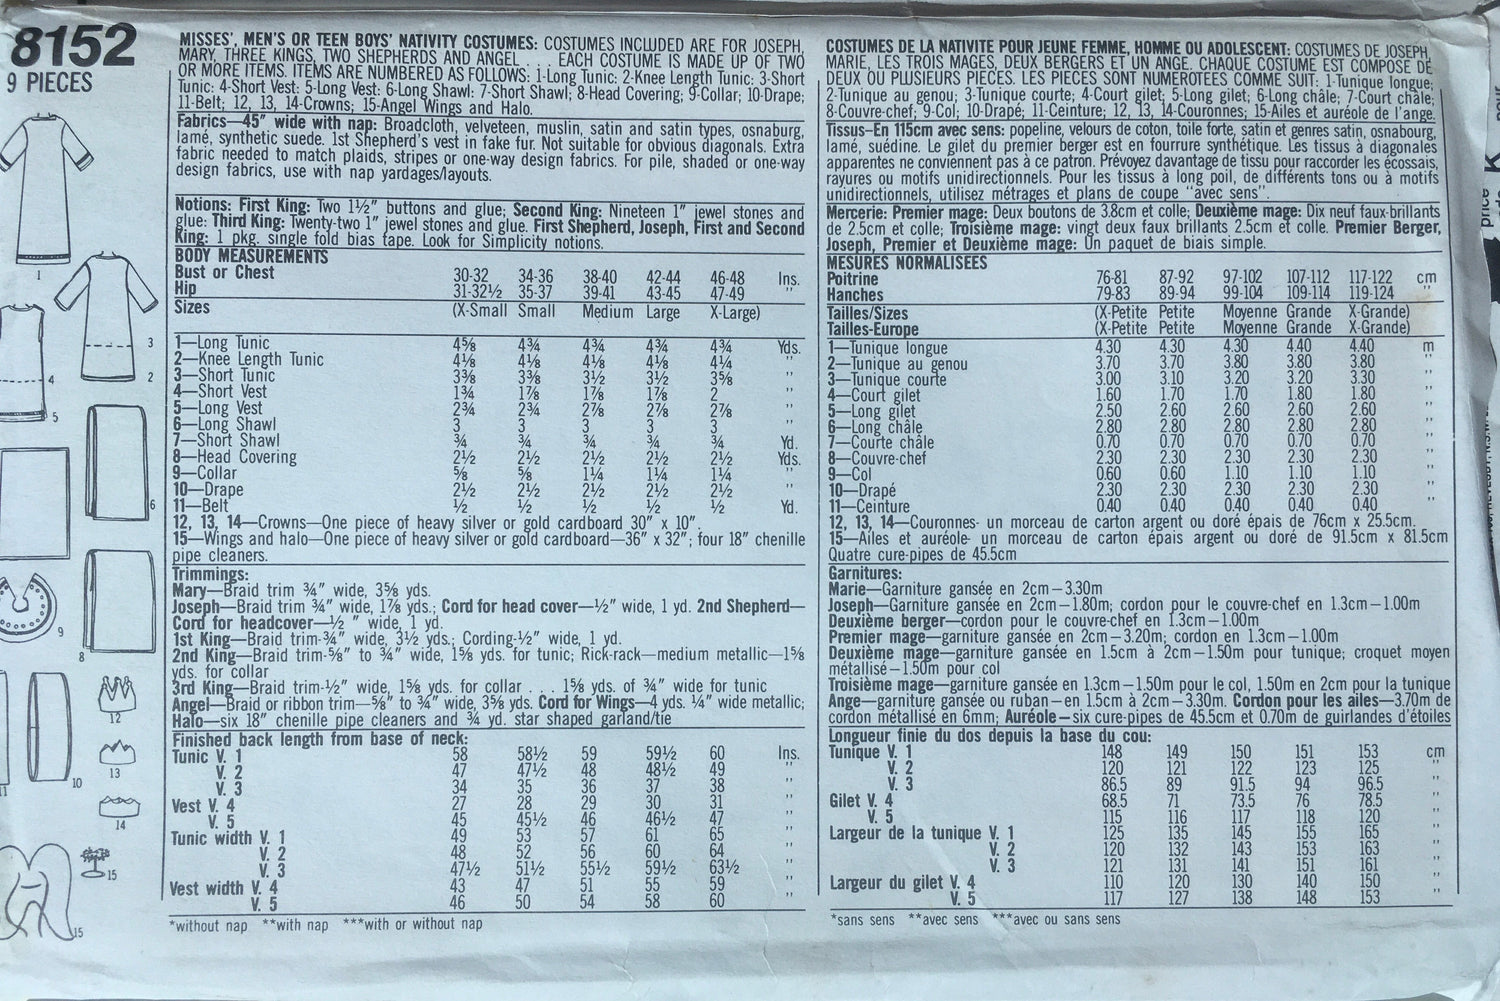 8152
9 PIECES
MISSES', MEN'S OR TEEN BOYS' NATIVITY COSTUMES: COSTUMES INCLUDED ARE FOR JOSEPH,
MARY, THREE KINGS, TWO SHEPHERDS AND ANGEL . . . EACH COSTUME IS MADE UP OF TWO
OR MORE ITEMS. ITEMS ARE NUMBERED AS FOLLOWS: 1-Long Tunic: 2-Knee Length Tunic: 3-Short
Tunic: 4-Short Vest: 5-Long Vest: 6-Long Shawl: 7-Short Shawl; 8-Head Covering; 9-Collar; 10-Drape;
11-Belt; 12, 13, 14-Crowns; 15-Angel Wings and Halo.
Fabrics—45" wide with nap: Broadcloth, velveteen, muslin, satin and satin types, osnaburg,
lamé, synthetic suede. 1st Shepherd's vest in fake fur. Not suitable for obvious diagonals. Extra
fabric needed to match plaids, stripes or one-way design fabrics. For pile, shaded or one-way
design fabrics, use with nap yardages/layouts.
Notions: First King: Two 1½" buttons and glue; Second King: Nineteen 1" jewel stones and
glue: Third King: Twenty-two 1" jewel stones and glue. First Shepherd, Joseph, First and Second
King: 1 pkg. single fold bias tape. Look for Simplicity notions.
BODY MEASUREMENTS
Bust or Chest 30-32 34-36 38-40 42-44 46-48 Ins.
Hip 31-32½ 35-37 39-41 43-45 47-49 "
Sizes (X-Small Small Medium Large X-Large)
1—Long Tunic 4⅝ 4¾ 4¾ 4¾ 4¾ Yds.
2—Knee Length Tunic 4⅛ 4⅛ 4⅛ 4⅛ 4¼ "
3—Short Tunic 3⅜ 3⅜ 3½ 3½ 3⅝ "
4—Short Vest 1¾ 1⅞ 1⅞ 1⅞ 2 "
5—Long Vest 2¾ 2¾ 2⅞ 2⅞ 2⅞ "
6—Long Shawl 3 3 3 3 3 "
7—Short Shawl ¾ ¾ ¾ ¾ ¾ Yd.
8—Head Covering 2½ 2½ 2½ 2½ 2½ Yds.
9—Collar ⅝ ⅝ 1¼ 1¼ 1¼ "
10—Drape 2½ 2½ 2½ 2½ 2½ "
11—Belt ½ ½ ½ ½ ½ Yd.
12, 13, 14—Crowns—One piece of heavy silver or gold cardboard 30" x 10".
15—Wings and halo—One piece of heavy silver or gold cardboard—36" x 32"; four 18" chenille
pipe cleaners.
Trimmings:
Mary—Braid trim ¾" wide, 3⅝ yds.
Joseph—Braid trim ¾" wide, 1⅞ yds.; Cord for head cover—½" wide, 1 yd. 2nd Shepherd—
Cord for headcover—½ " wide, 1 yd.
1st King—Braid trim-¾" wide, 3½ yds.; Cording-½" wide, 1 yd.
2nd King—Braid trim-⅝" to ¾" wide, 1⅝ yds. for tunic; Rick-rack—medium metallic—1⅝
yds. for collar
3rd King—Braid trim-½" wide, 1⅝ yds. for collar . . . 1⅝ yds. of ¾" wide for tunic
Angel—Braid or ribbon trim—⅝" to ¾" wide, 3⅝ yds. Cord for Wings—4 yds. ¼" wide metallic;
Halo—six 18" chenille pipe cleaners and ¾ yd. star shaped garland/tie
Finished back length from base of neck:
Tunic V. 1 58 58½ 59 59½ 60 Ins.
V. 2 47 47½ 48 48½ 49 "
V. 3 34 35 36 37 38 "
Vest V. 4 27 28 29 30 31 "
V. 5 45 45½ 46 46½ 47 "
Tunic width V. 1 49 53 57 61 65 "
V. 2 48 52 56 60 64 "
V. 3 47½ 51½ 55½ 59½ 63½ "
Vest width V. 4 43 47 51 55 59 "
V. 5 46 50 54 58 60 "
*without nap **with nap ***with or without nap
COSTUMES DE LA NATIVITE POUR JEUNE FEMME, HOMME OU ADOLESCENT: COSTUMES DE JOSEPH,
MARIE, LES TROIS MAGES, DEUX BERGERS ET UN ANGE. CHAQUE COSTUME EST COMPOSE DE
DEUX OU PLUSIEURS PIECES. LES PIECES SONT NUMEROTEES COMME SUIT: 1-Tunique longue;
2-Tunique au genou; 3-Tunique courte; 4-Court gilet; 5-Long gilet; 6-Long châle; 7-Court châle;
8-Couvre-chef; 9-Col; 10-Drapé; 11-Ceinture; 12, 13, 14-Couronnes; 15-Ailes et auréole de l'ange.
Tissus—En 115cm avec sens: popeline, velours de coton, toile forte, satin et genres satin, osnabourg,
lamé, suédine. Le gilet du premier berger est en fourrure synthétique. Les tissus à diagonales
apparentes ne conviennent pas à ce patron. Prévoyez davantage de tissu pour raccorder les écossais,
rayures ou motifs unidirectionnels. Pour les tissus à long poil, de différents tons ou à motifs
unidirectionnels, utilisez métrages et plans de coupe "avec sens".
Mercerie: Premier mage: Deux boutons de 3.8cm et colle; Deuxième mage: Dix neuf faux-brillants
de 2.5cm et colle; Troisième mage: vingt deux faux brillants 2.5cm et colle. Premier Berger,
Joseph, Premier et Deuxième mage: Un paquet de biais simple.
MESURES NORMALISEES
Poitrine 76-81 87-92 97-102 107-112 117-122 cm
Hanches 79-83 89-94 99-104 109-114 119-124 "
Tailles/Sizes (X-Petite Petite Moyenne Grande X-Grande)
Tailles-Europe (X-Petite Petite Moyenne Grande X-Grande)
1—Tunique longue 4.30 4.30 4.30 4.40 4.40 m
2—Tunique au genou 3.70 3.70 3.80 3.80 3.80 "
3—Tunique courte 3.00 3.10 3.20 3.20 3.30 "
4—Court gilet 1.60 1.70 1.70 1.80 1.80 "
5—Long gilet 2.50 2.60 2.60 2.60 2.60 "
6—Long châle 2.80 2.80 2.80 2.80 2.80 "
7—Courte châle 0.70 0.70 0.70 0.70 0.70 "
8—Couvre-chef 2.30 2.30 2.30 2.30 2.30 "
9—Col 0.60 0.60 1.10 1.10 1.10 "
10—Drapé 2.30 2.30 2.30 2.30 2.30 "
11—Ceinture 0.40 0.40 0.40 0.40 0.40
12, 13, 14—Couronnes- un morceau de carton argent ou doré épais de 76cm x 25.5cm.
15—Ailes et auréole- un morceau de carton épais argent ou doré de 91.5cm x 81.5cm
Quatre cure-pipes de 45.5cm
Garnitures:
Marie—Garniture gansée en 2cm—3.30m
Joseph—Garniture gansée en 2cm—1.80m; cordon pour le couvre-chef en 1.3cm—1.00m
Deuxième berger—cordon pour le couvre-chef en 1.3cm—1.00m
Premier mage—garniture gansée en 2cm—3.20m; cordon en 1.3cm—1.00m
Deuxième mage—garniture gansée en 1.5cm à 2cm—1.50m pour tunique; croquet moyen
métallisé—1.50m pour col
Troisième mage—garniture gansée en 1.3cm—1.50m pour le col, 1.50m en 2cm pour la tunique
Ange—garniture gansée ou ruban—en 1.5cm à 2cm—3.30m. Cordon pour les ailes—3.70m de
cordon métallisé en 6mm; Auréole—six cure-pipes de 45.5cm et 0.70m de guirlandes d'étoiles
Longueur finie du dos depuis la base du cou:
Tunique V. 1 148 149 150 151 153 cm
V. 2 120 121 122 123 125 "
V. 3 86.5 89 91.5 94 96.5 "
Gilet V. 4 68.5 71 73.5 76 78.5 "
V. 5 115 116 117 118 120 "
Largeur de la tunique V. 1 125 135 145 155 165 "
V. 2 120 132 143 153 163 "
V. 3 121 131 141 151 161 "
Largeur du gilet V. 4 110 120 130 140 150 "
V. 5 117 127 138 148 153 "
*sans sens **avec sens ***avec ou sans sens
1
3
2
4
5
6
9
8
12
13
10
11
14
15
15
pour
price